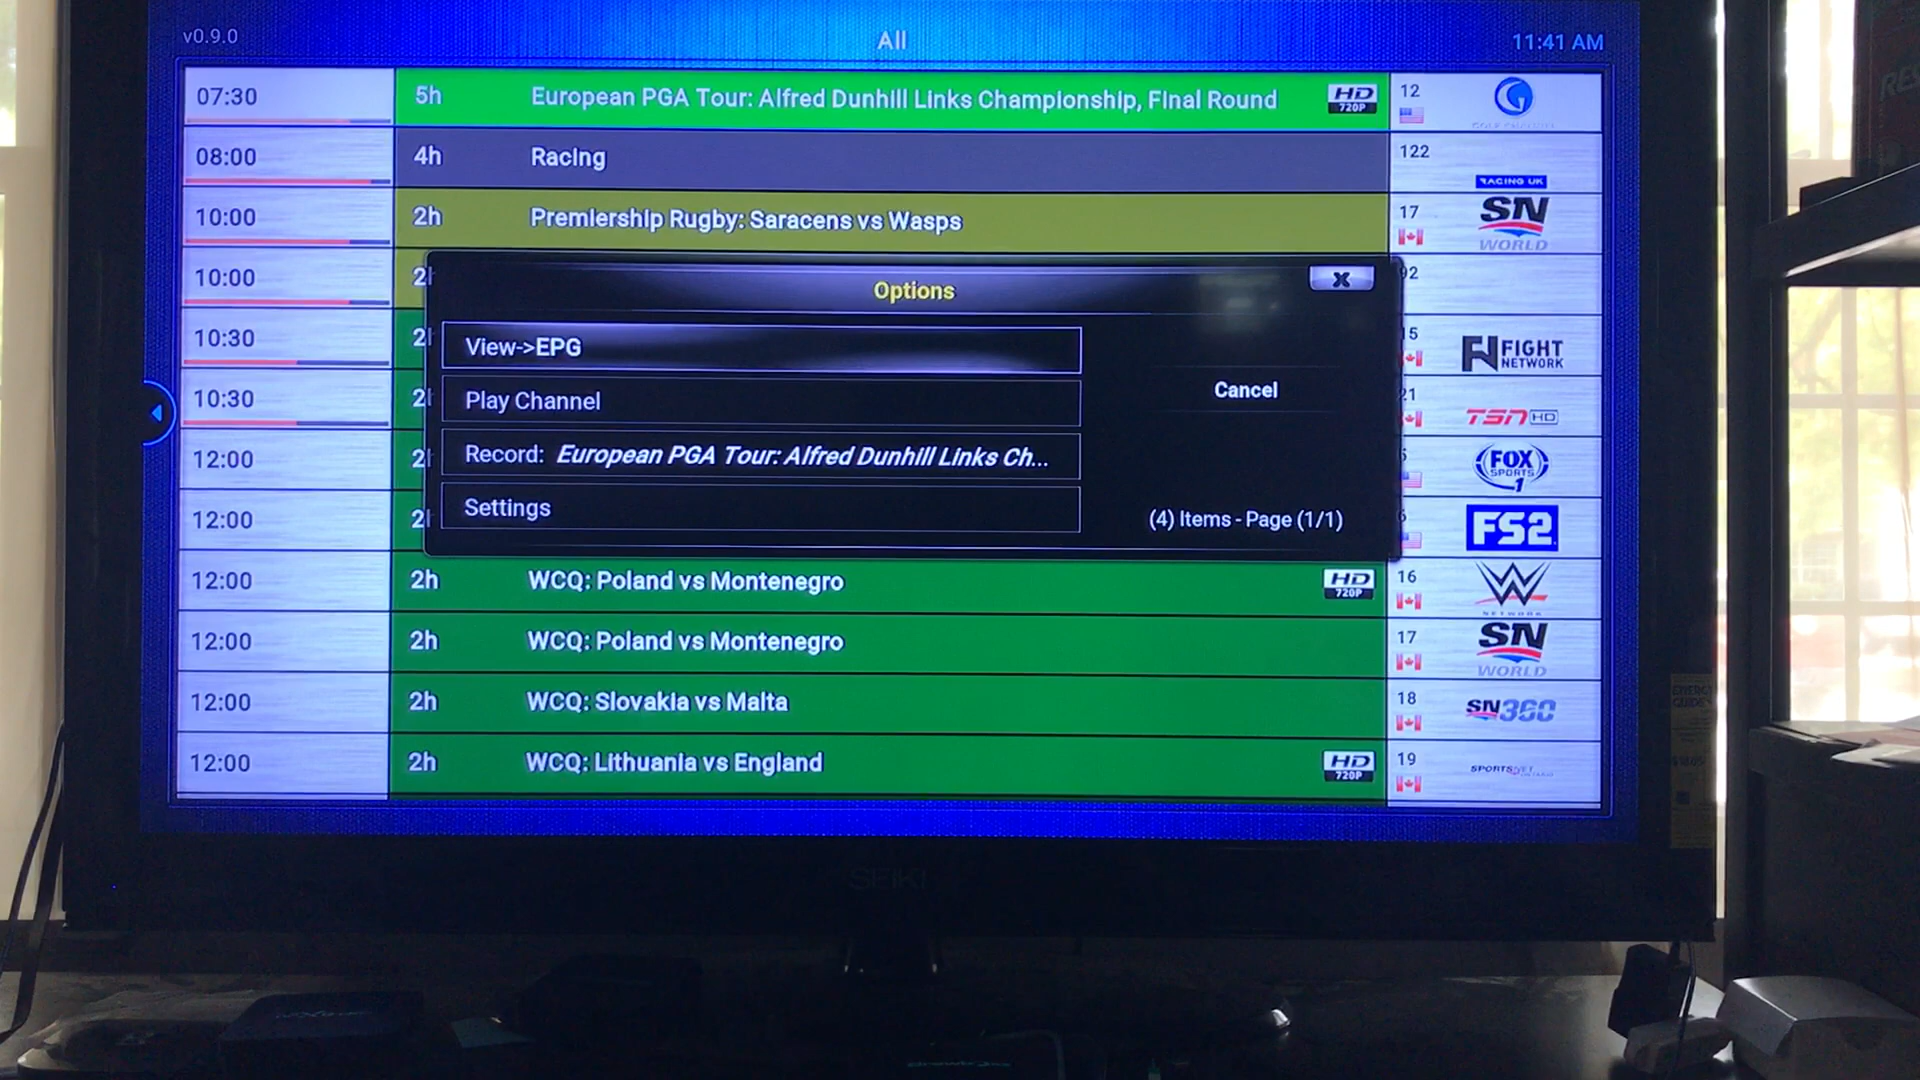 v0.9.0
All
11:41 AM
07:30 5h European PGA Tour: Alfred Dunhill Links Championship, Final Round HD 720P 12
GOLF CHANNEL
08:00 4h Racing 122
RACING UK
10:00 2h Premiership Rugby: Saracens vs Wasps 17 SN
WORLD
10:00
Options
X
10:30
View->EPG
FIGHT
NETWORK
10:30
Play Channel
Cancel
TSN HD
12:00
Record: European PGA Tour: Alfred Dunhill Links Ch...
FOX
SPORTS
1
12:00
Settings
(4) Items - Page (1/1)
FS2
12:00 2h WCQ: Poland vs Montenegro HD 720P 16 W
NETWORK
12:00 2h WCQ: Poland vs Montenegro 17 SN
WORLD
12:00 2h WCQ: Slovakia vs Malta 18 SN360
12:00 2h WCQ: Lithuania vs England HD 720P 19 SPORTSNET
SEIKI